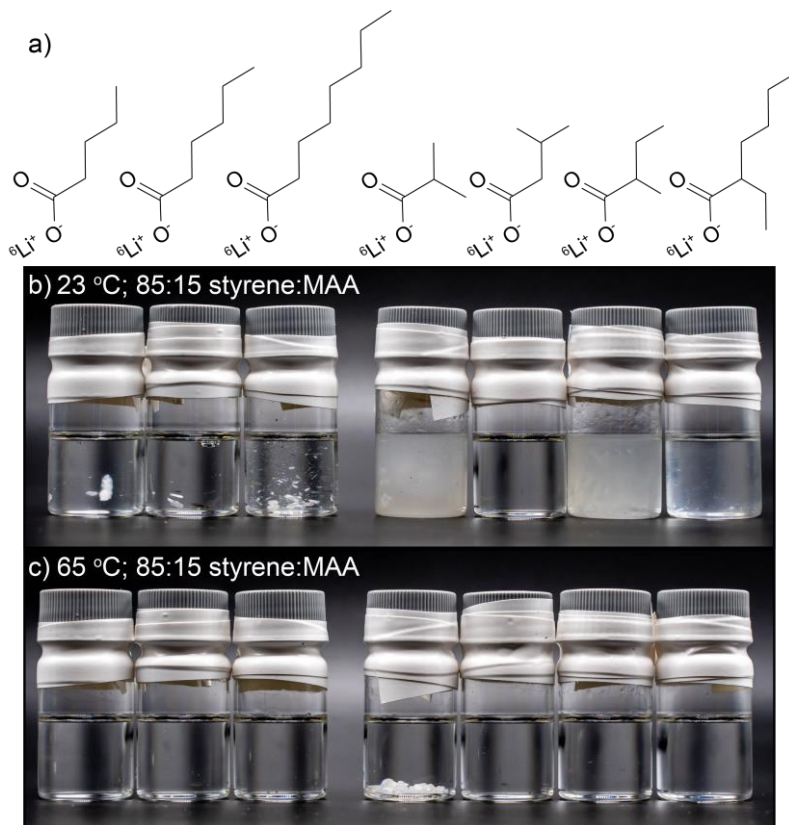 a)
O O O O O O O
O⁻ O⁻ O⁻ O⁻ O⁻ O⁻ O⁻
⁶Li⁺ ⁶Li⁺ ⁶Li⁺ ⁶Li⁺ ⁶Li⁺ ⁶Li⁺ ⁶Li⁺
b) 23 °C; 85:15 styrene:MAA
c) 65 °C; 85:15 styrene:MAA